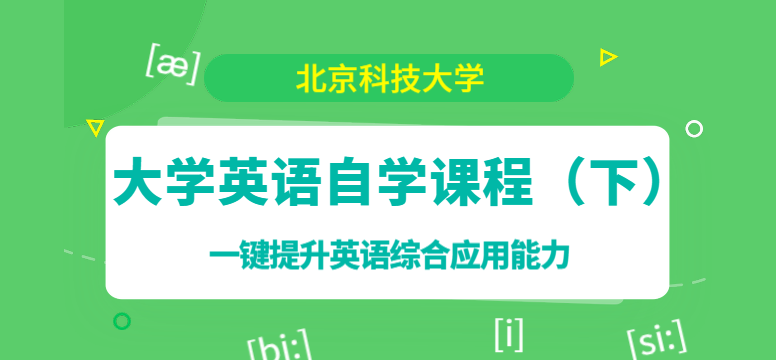 [æ]
北京科技大学
大学英语自学课程（下）
一键提升英语综合应用能力
[bi:]
[i]
[si:]